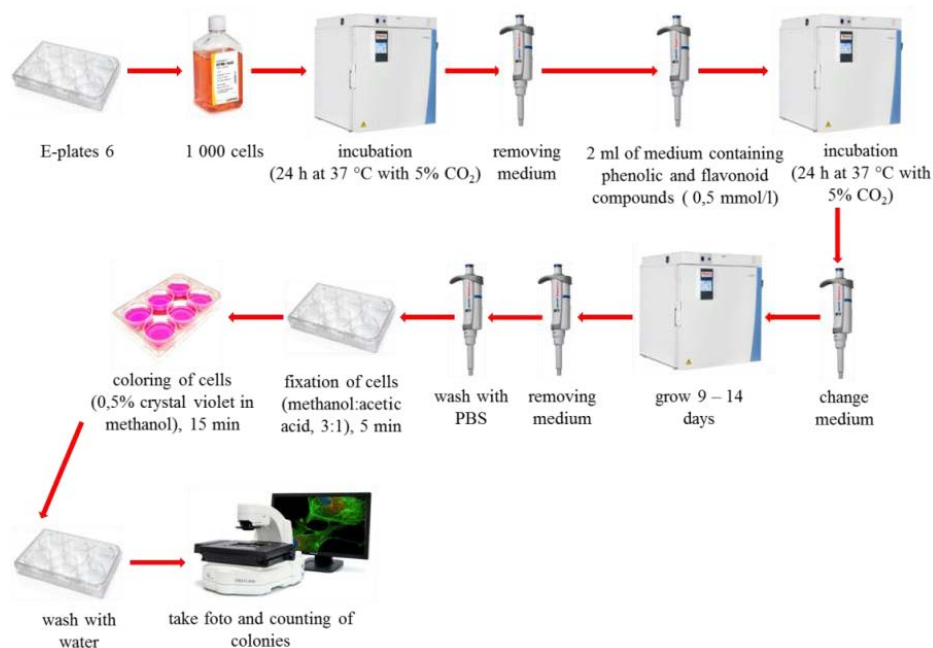 E-plates 6
1 000 cells
incubation
(24 h at 37 °C with 5% CO₂)
removing
medium
2 ml of medium containing
phenolic and flavonoid
compounds ( 0,5 mmol/l)
incubation
(24 h at 37 °C with
5% CO₂)
coloring of cells
(0,5% crystal violet in
methanol), 15 min
fixation of cells
(methanol:acetic
acid, 3:1), 5 min
wash with
PBS
removing
medium
grow 9 – 14
days
change
medium
wash with
water
take foto and counting of
colonies